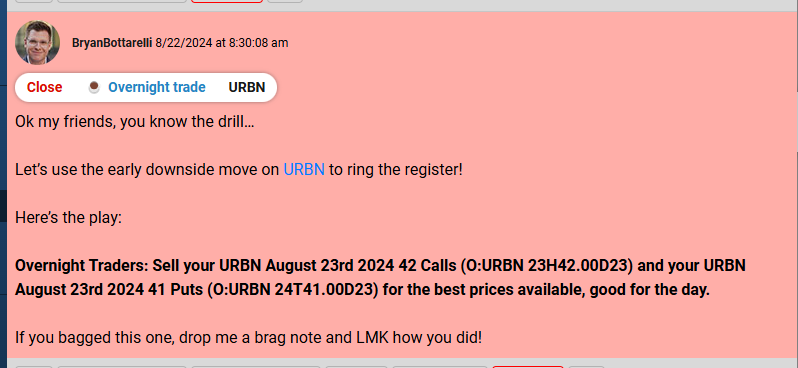 BryanBottarelli 8/22/2024 at 8:30:08 am
Close Overnight trade URBN
Ok my friends, you know the drill…
Let’s use the early downside move on URBN to ring the register!
Here’s the play:
Overnight Traders: Sell your URBN August 23rd 2024 42 Calls (O:URBN 23H42.00D23) and your URBN
August 23rd 2024 41 Puts (O:URBN 24T41.00D23) for the best prices available, good for the day.
If you bagged this one, drop me a brag note and LMK how you did!